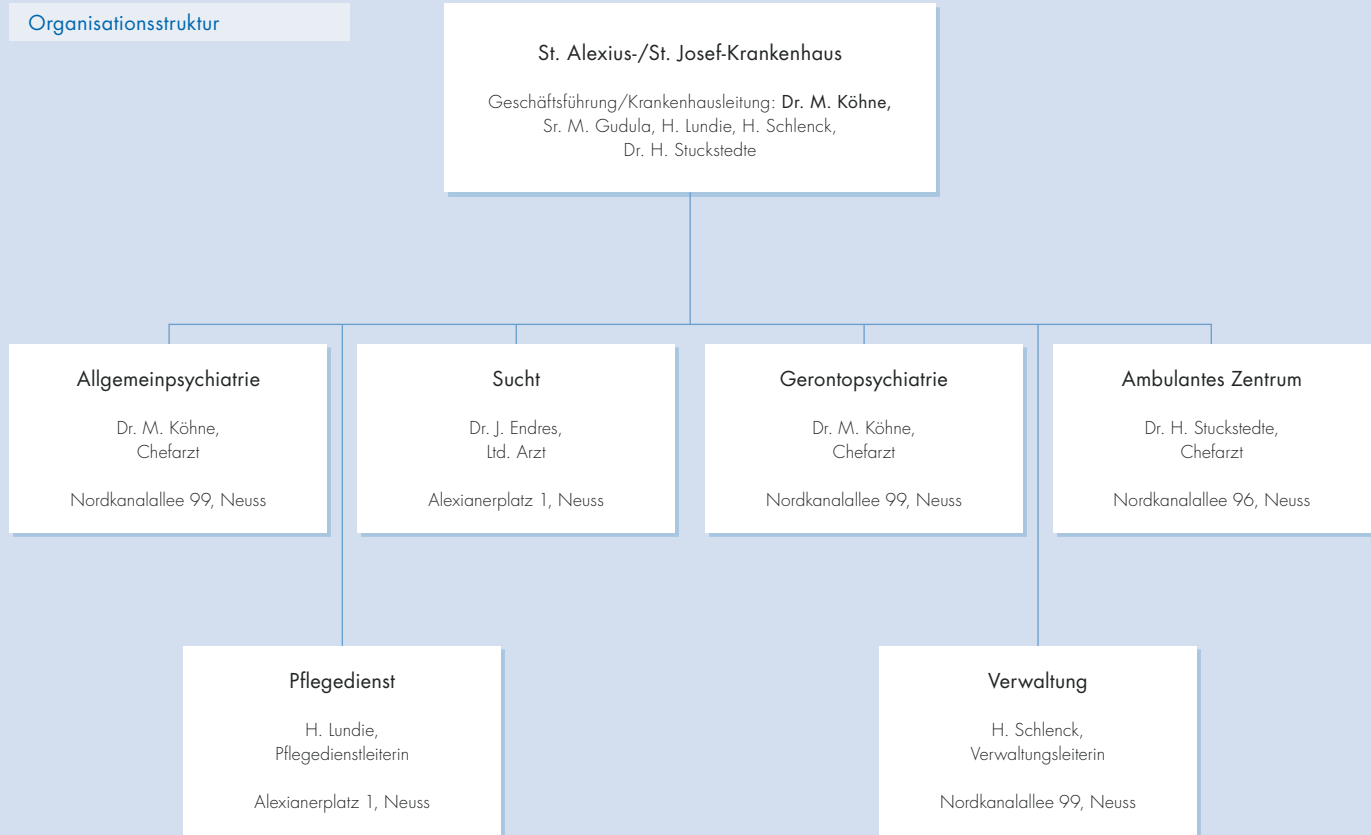 Organisationsstruktur
St. Alexius-/St. Josef-Krankenhaus
Geschäftsführung/Krankenhausleitung: Dr. M. Köhne,
Sr. M. Gudula, H. Lundie, H. Schlenck,
Dr. H. Stuckstedte
Allgemeinpsychiatrie
Dr. M. Köhne,
Chefarzt
Nordkanalallee 99, Neuss
Sucht
Dr. J. Endres,
Ltd. Arzt
Alexianerplatz 1, Neuss
Gerontopsychiatrie
Dr. M. Köhne,
Chefarzt
Nordkanalallee 99, Neuss
Ambulantes Zentrum
Dr. H. Stuckstedte,
Chefarzt
Nordkanalallee 96, Neuss
Pflegedienst
H. Lundie,
Pflegedienstleiterin
Alexianerplatz 1, Neuss
Verwaltung
H. Schlenck,
Verwaltungsleiterin
Nordkanalallee 99, Neuss